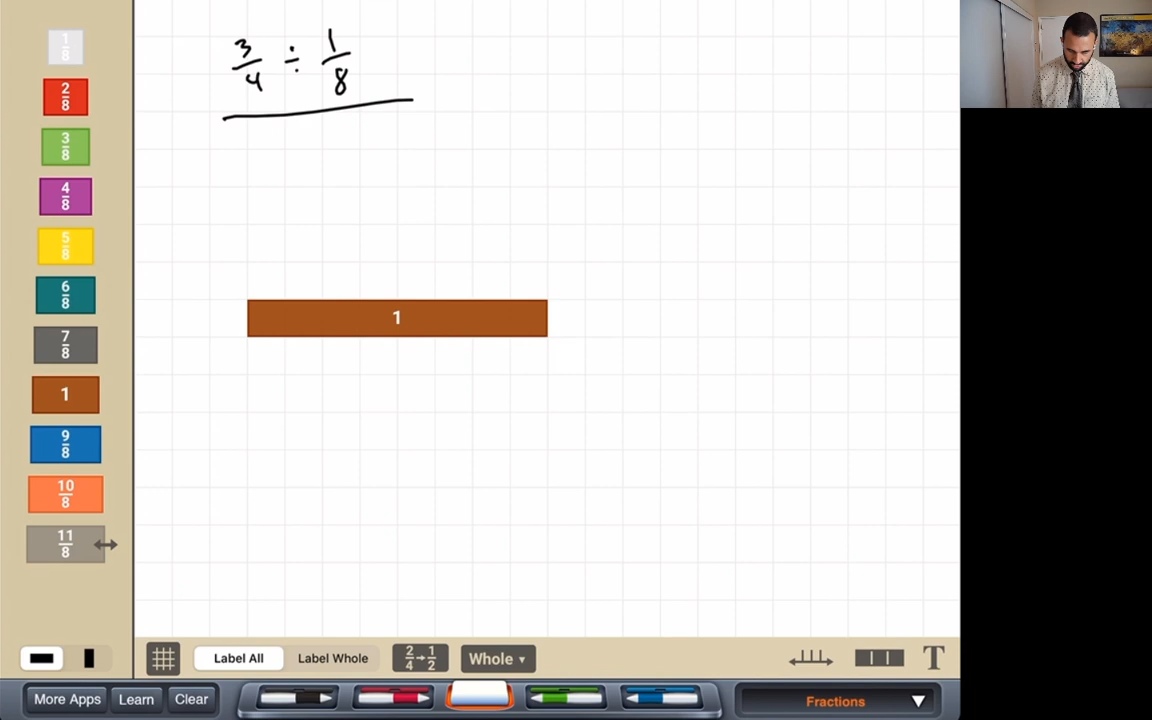 3/4 ÷ 1/8
1/8
2/8
3/8
4/8
5/8
6/8
7/8
1
9/8
10/8
11/8
1
Label All
Label Whole
2/4 → 1/2
Whole ▼
T
More Apps
Learn
Clear
Fractions ▼